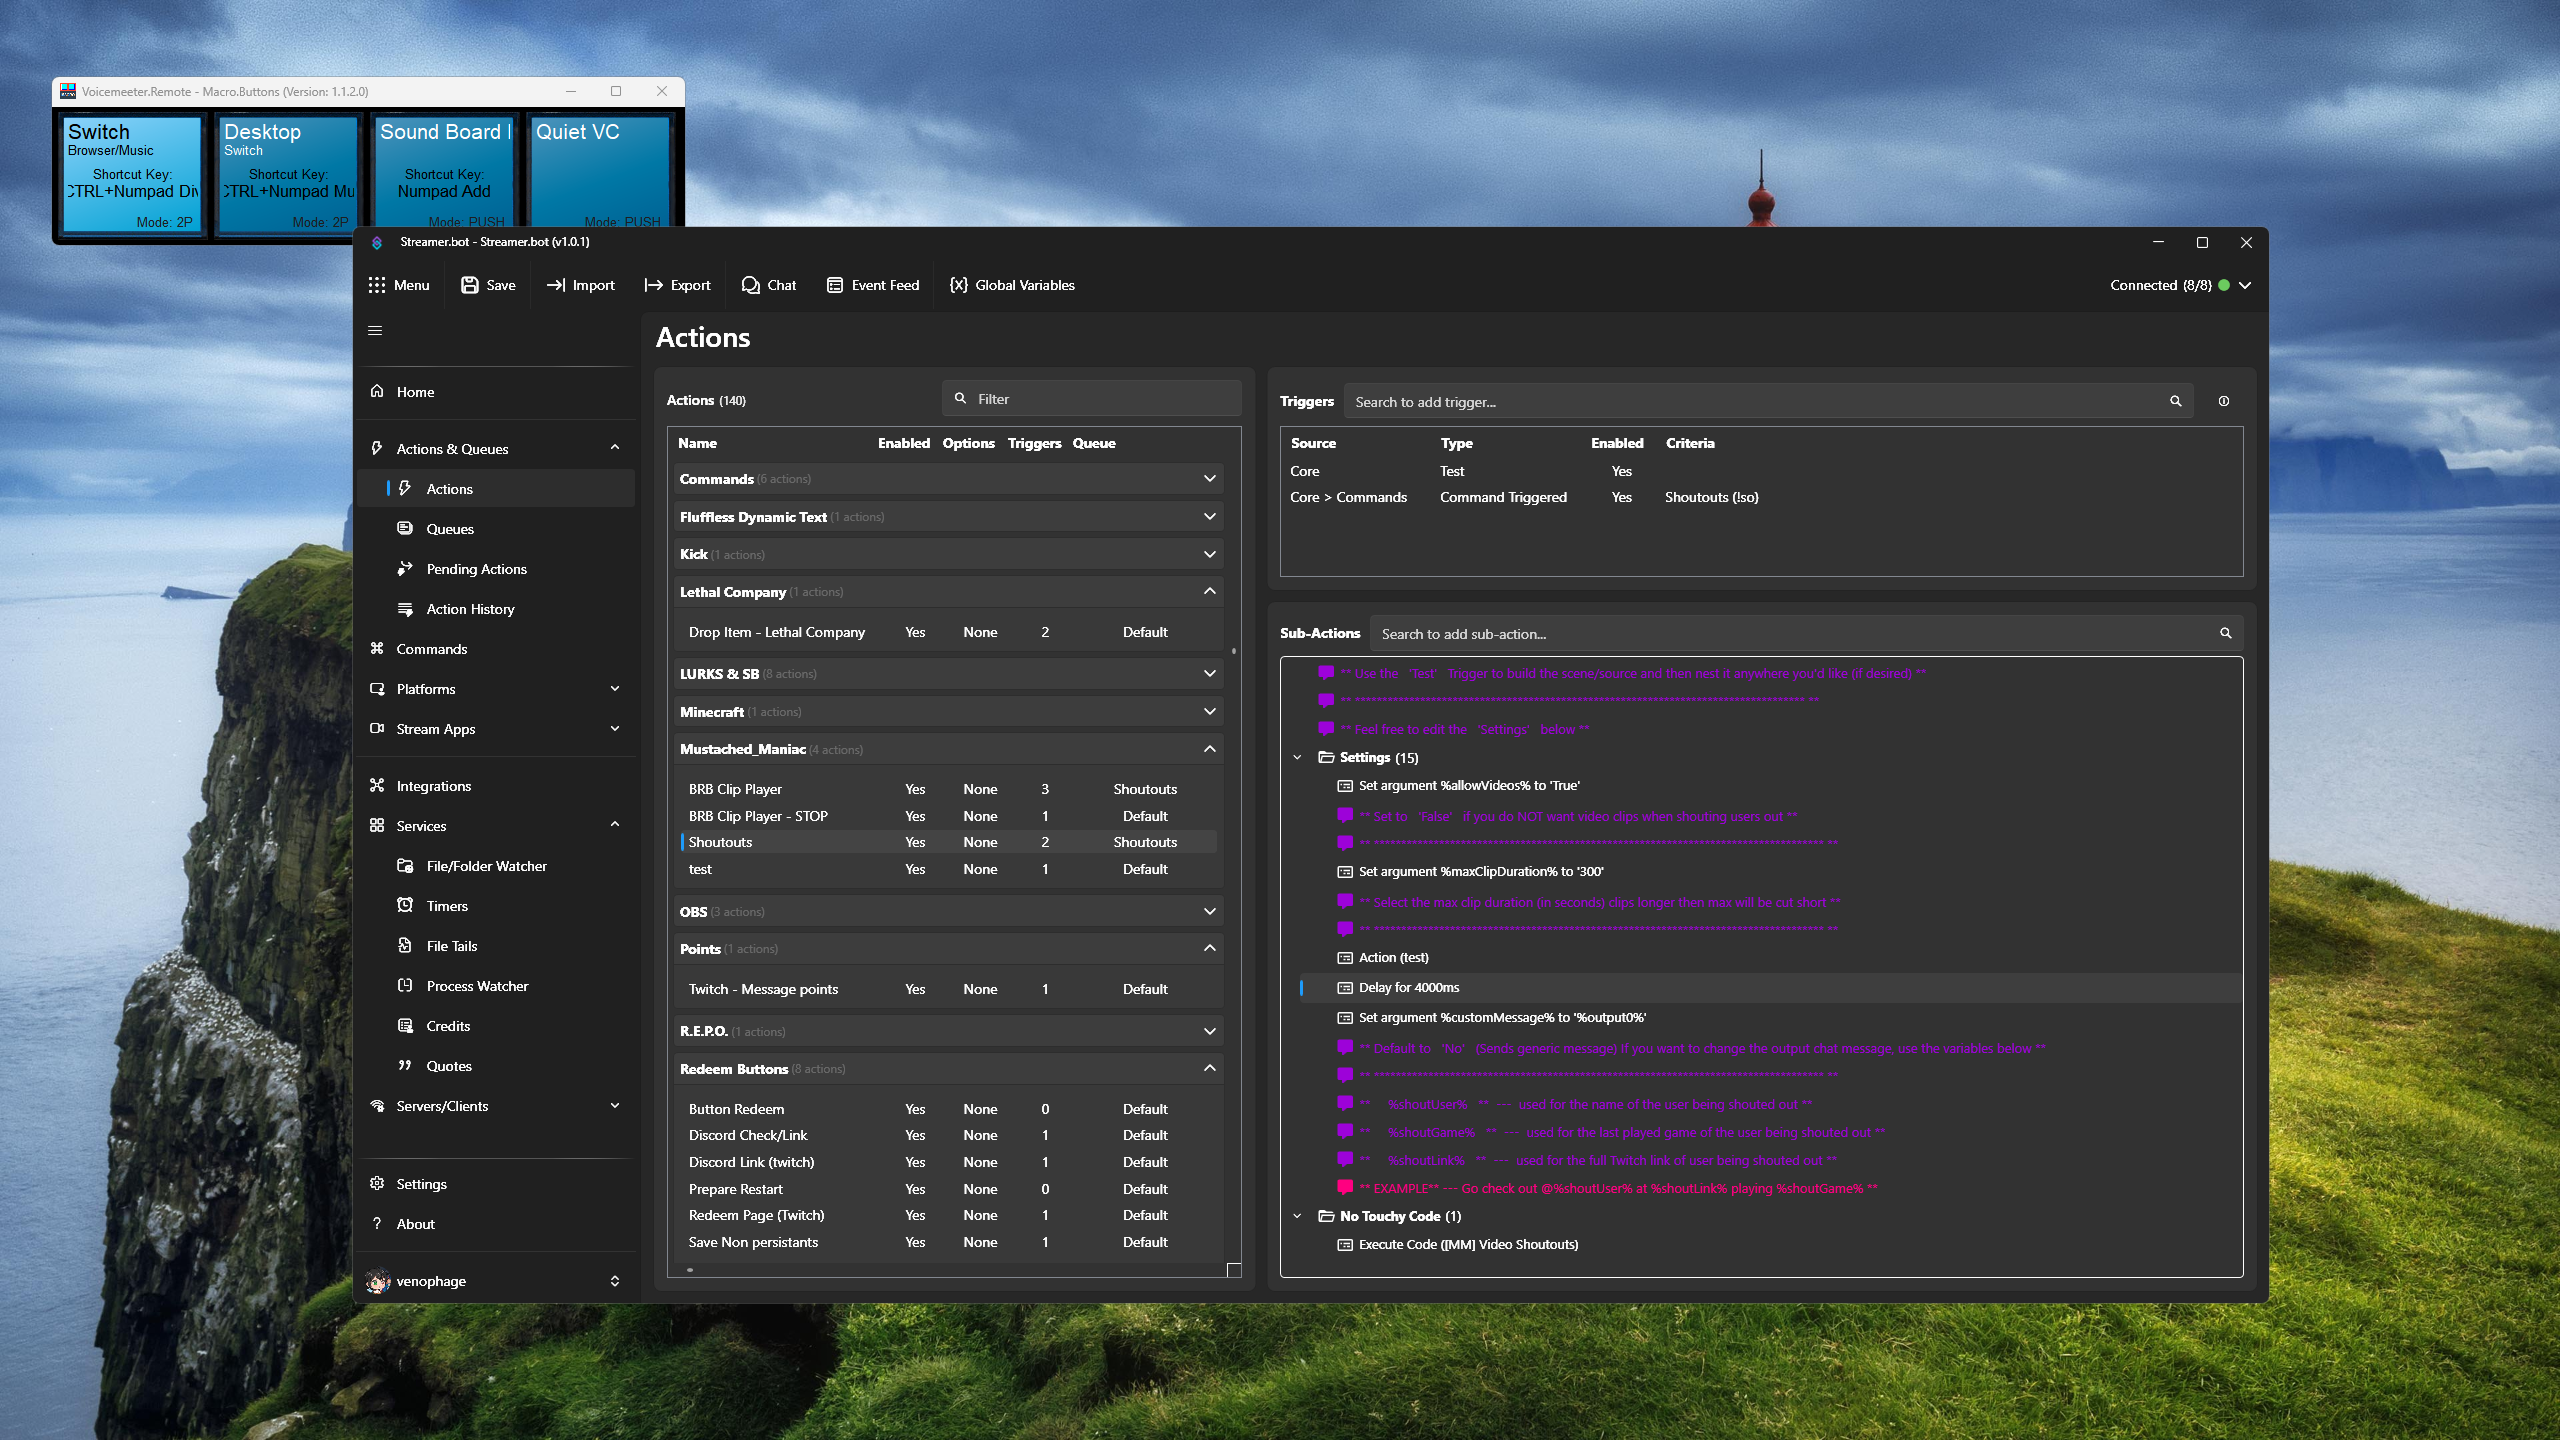 Voicemeeter.Remote - Macro.Buttons (Version: 1.1.2.0)
Switch
Browser/Music
Shortcut Key:
CTRL+Numpad Div
Mode: 2P
Desktop
Switch
Shortcut Key:
CTRL+Numpad Mu
Mode: 2P
Sound Board
Shortcut Key:
Numpad Add
Mode: PUSH
Quiet VC
Mode: PUSH
Streamer.bot - Streamer.bot (v1.0.1)
Menu
Save
Import
Export
Chat
Event Feed
{x} Global Variables
Connected (8/8)
Home
Actions & Queues
Actions
Queues
Pending Actions
Action History
Commands
Platforms
Stream Apps
Integrations
Services
File/Folder Watcher
Timers
File Tails
Process Watcher
Credits
Quotes
Servers/Clients
Settings
? About
venophage
Actions
Actions (140)
Filter
Name Enabled Options Triggers Queue
Commands (6 actions)
Fluffless Dynamic Text (1 actions)
Kick (1 actions)
Lethal Company (1 actions)
Drop Item - Lethal Company Yes None 2 Default
LURKS & SB (8 actions)
Minecraft (1 actions)
Mustached_Maniac (4 actions)
BRB Clip Player Yes None 3 Shoutouts
BRB Clip Player - STOP Yes None 1 Default
Shoutouts Yes None 2 Shoutouts
test Yes None 1 Default
OBS (3 actions)
Points (1 actions)
Twitch - Message points Yes None 1 Default
R.E.P.O. (1 actions)
Redeem Buttons (8 actions)
Button Redeem Yes None 0 Default
Discord Check/Link Yes None 1 Default
Discord Link (twitch) Yes None 1 Default
Prepare Restart Yes None 0 Default
Redeem Page (Twitch) Yes None 1 Default
Save Non persistants Yes None 1 Default
Triggers
Search to add trigger...
Source Type Enabled Criteria
Core Test Yes
Core > Commands Command Triggered Yes Shoutouts (!so)
Sub-Actions
Search to add sub-action...
** Use the 'Test' Trigger to build the scene/source and then nest it anywhere you'd like (if desired) **
** Feel free to edit the 'Settings' below **
Settings (15)
Set argument %allowVideos% to 'True'
** Set to 'False' if you do NOT want video clips when shouting users out **
Set argument %maxClipDuration% to '300'
** Select the max clip duration (in seconds) clips longer then max will be cut short **
Action (test)
Delay for 4000ms
Set argument %customMessage% to '%output0%'
** Default to 'No' (Sends generic message) If you want to change the output chat message, use the variables below **
** %shoutUser% ** --- used for the name of the user being shouted out **
** %shoutGame% ** --- used for the last played game of the user being shouted out **
** %shoutLink% ** --- used for the full Twitch link of user being shouted out **
** EXAMPLE** --- Go check out @%shoutUser% at %shoutLink% playing %shoutGame% **
No Touchy Code (1)
Execute Code ([MM] Video Shoutouts)